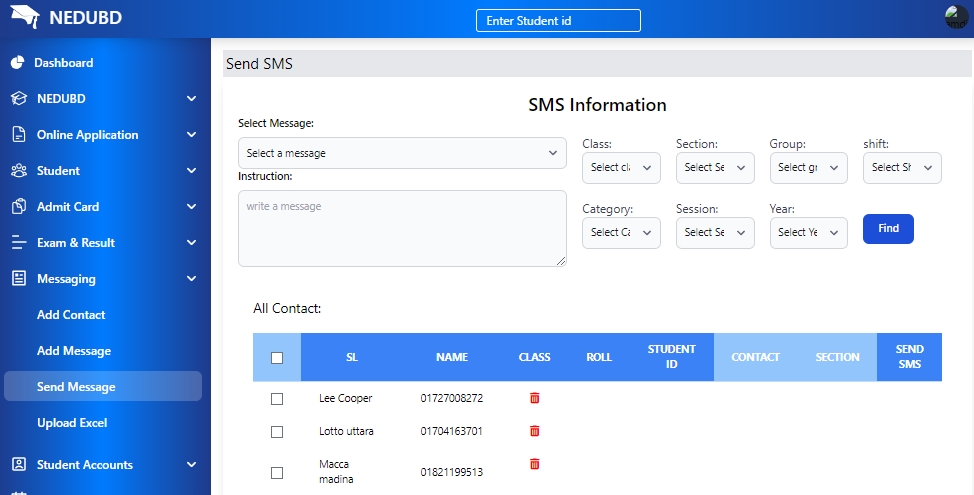 NEDUBD
Enter Student id
Dashboard
NEDUBD
Online Application
Student
Admit Card
Exam & Result
Messaging
Add Contact
Add Message
Send Message
Upload Excel
Student Accounts
Send SMS
SMS Information
Select Message:
Select a message
Instruction:
write a message
Class: Section: Group: shift:
Select cl Select Se Select gr Select Sh
Category: Session: Year:
Select Ca Select Se Select Ye Find
All Contact:
SL NAME CLASS ROLL STUDENT ID CONTACT SECTION SEND SMS
Lee Cooper 01727008272
Lotto uttara 01704163701
Macca madina 01821199513